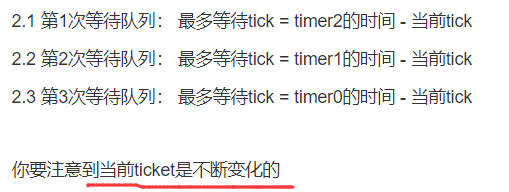 2.1 第1次等待队列： 最多等待tick = timer2的时间 - 当前tick
2.2 第2次等待队列： 最多等待tick = timer1的时间 - 当前tick
2.3 第3次等待队列： 最多等待tick = timer0的时间 - 当前tick
你要注意到当前ticket是不断变化的